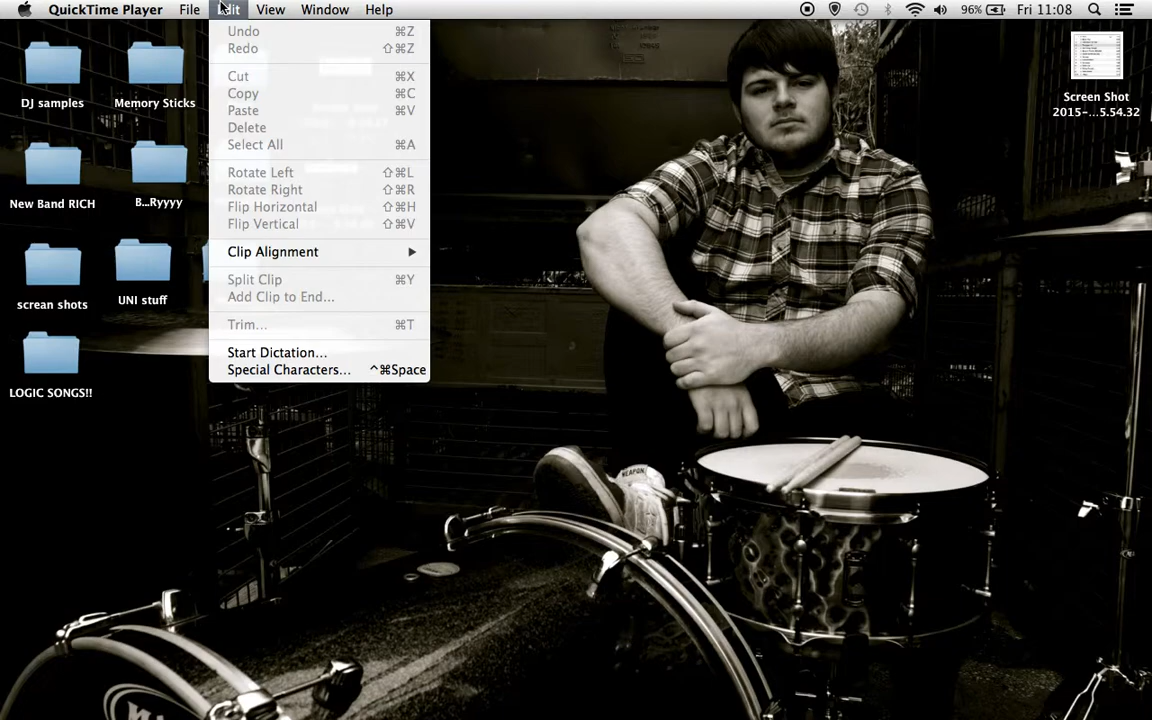 QuickTime Player File Edit View Window Help 96% Fri 11:08
Undo ⌘Z
Redo ⇧⌘Z
Cut ⌘X
Copy ⌘C
Paste ⌘V
Delete
Select All ⌘A
Rotate Left ⇧⌘L
Rotate Right ⇧⌘R
Flip Horizontal ⇧⌘H
Flip Vertical ⇧⌘V
Clip Alignment
Split Clip ⌘Y
Add Clip to End...
Trim... ⌘T
Start Dictation...
Special Characters... ^⌘Space
DJ samples
Memory Sticks
New Band RICH
B...Ryyyy
screan shots
UNI stuff
LOGIC SONGS!!
Screen Shot
2015-...5.54.32
WEAPON